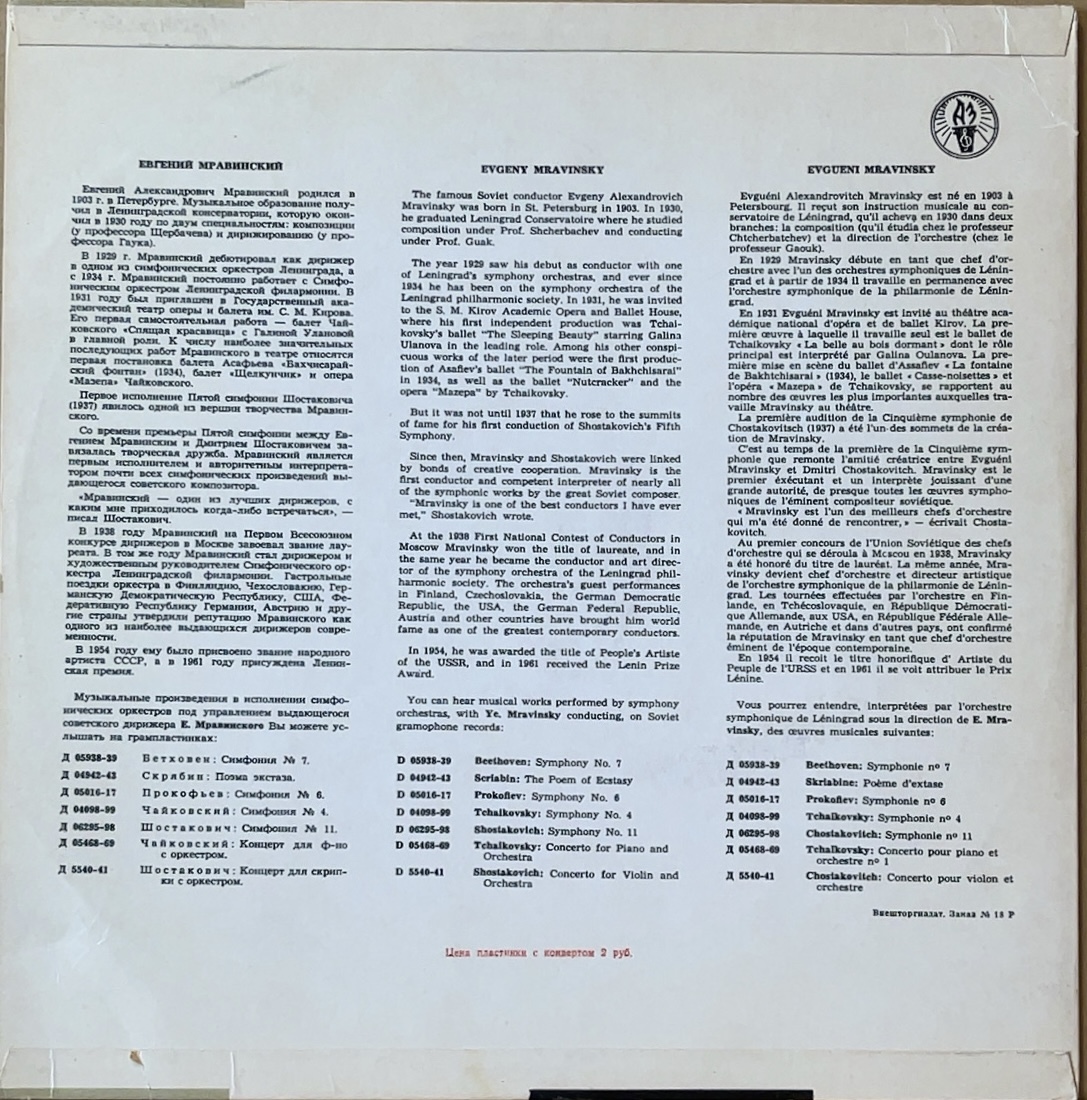 АЗ
ЕВГЕНИЙ МРАВИНСКИЙ
Евгений Александрович Мравинский родился в
1903 г. в Петербурге. Музыкальное образование полу-
чил в Ленинградской консерватории, которую окон-
чил в 1930 году по двум специальностям: композиции
(у профессора Щербачева) и дирижированию (у про-
фессора Гаука).
В 1929 г. Мравинский дебютировал как дирижер
в одном из симфонических оркестров Ленинграда, а
с 1934 г. Мравинский постоянно работает с Симфо-
ническим оркестром Ленинградской филармонии. В
1931 году был приглашен в Государственный ака-
демический театр оперы и балета им. С. М. Кирова.
Его первая самостоятельная работа — балет Чай-
ковского «Спящая красавица» с Галиной Улановой
в главной роли. К числу наиболее значительных
последующих работ Мравинского в театре относятся
первая постановка балета Асафьева «Бахчисарай-
ский фонтан» (1934), балет «Щелкунчик» и опера
«Мазепа» Чайковского.
Первое исполнение Пятой симфонии Шостаковича
(1937) явилось одной из вершин творчества Мравин-
ского.
Со времени премьеры Пятой симфонии между Ев-
гением Мравинским и Дмитрием Шостаковичем за-
вязалась творческая дружба. Мравинский является
первым исполнителем и авторитетным интерпрета-
тором почти всех симфонических произведений вы-
дающегося советского композитора.
«Мравинский — один из лучших дирижеров, с
каким мне приходилось когда-либо встречаться», —
писал Шостакович.
В 1938 году Мравинский на Первом Всесоюзном
конкурсе дирижеров в Москве завоевал звание лау-
реата. В том же году Мравинский стал дирижером и
художественным руководителем Симфонического ор-
кестра Ленинградской филармонии. Гастрольные
поездки оркестра в Финляндию, Чехословакию, Гер-
манскую Демократическую Республику, США, Фе-
деративную Республику Германии, Австрию и дру-
гие страны утвердили репутацию Мравинского как
одного из наиболее выдающихся дирижеров совре-
менности.
В 1954 году ему было присвоено звание народного
артиста СССР, а в 1961 году присуждена Ленин-
ская премия.
Музыкальные произведения в исполнении симфо-
нических оркестров под управлением выдающегося
советского дирижера Е. Мравинского Вы можете ус-
лышать на грампластинках:
Д 05938-39 Бетховен: Симфония № 7.
Д 04942-43 Скрябин: Поэма экстаза.
Д 05016-17 Прокофьев: Симфония № 6.
Д 04098-99 Чайковский: Симфония № 4.
Д 06295-98 Шостакович: Симфония № 11.
Д 05468-69 Чайковский: Концерт для ф-но
с оркестром.
Д 5540-41 Шостакович: Концерт для скрип-
ки с оркестром.
EVGENY MRAVINSKY
The famous Soviet conductor Evgeny Alexandrovich
Mravinsky was born in St. Petersburg in 1903. In 1930,
he graduated Leningrad Conservatoire where he studied
composition under Prof. Shcherbachev and conducting
under Prof. Guak.
The year 1929 saw his debut as conductor with one
of Leningrad's symphony orchestras, and ever since
1934 he has been on the symphony orchestra of the
Leningrad philharmonic society. In 1931, he was invited
to the S. M. Kirov Academic Opera and Ballet House,
where his first independent production was Tchai-
kovsky's ballet "The Sleeping Beauty" starring Galina
Ulanova in the leading role. Among his other conspi-
cuous works of the later period were the first produc-
tion of Assafiev's ballet "The Fountain of Bakhchisarai"
in 1934, as well as the ballet "Nutcracker" and the
opera "Mazepa" by Tchaikovsky.
But it was not until 1937 that he rose to the summits
of fame for his first conduction of Shostakovich's Fifth
Symphony.
Since then, Mravinsky and Shostakovich were linked
by bonds of creative cooperation. Mravinsky is the
first conductor and competent interpreter of nearly all
of the symphonic works by the great Soviet composer.
"Mravinsky is one of the best conductors I have ever
met," Shostakovich wrote.
At the 1938 First National Contest of Conductors in
Moscow Mravinsky won the title of laureate, and in
the same year he became the conductor and art direc-
tor of the symphony orchestra of the Leningrad phil-
harmonic society. The orchestra's guest performances
in Finland, Czechoslovakia, the German Democratic
Republic, the USA, the German Federal Republic,
Austria and other countries have brought him world
fame as one of the greatest contemporary conductors.
In 1954, he was awarded the title of People's Artiste
of the USSR, and in 1961 received the Lenin Prize
Award.
You can hear musical works performed by symphony
orchestras, with Ye. Mravinsky conducting, on Soviet
gramophone records:
D 05938-39 Beethoven: Symphony No. 7
D 04942-43 Scriabin: The Poem of Ecstasy
D 05016-17 Prokofiev: Symphony No. 6
D 04098-99 Tchaikovsky: Symphony No. 4
D 06295-98 Shostakovich: Symphony No. 11
D 05468-69 Tchaikovsky: Concerto for Piano and
Orchestra
D 5540-41 Shostakovich: Concerto for Violin and
Orchestra
EVGUENI MRAVINSKY
Evguéni Alexandrovitch Mravinsky est né en 1903 à
Petersbourg. Il reçut son instruction musicale au con-
servatoire de Léningrad, qu'il acheva en 1930 dans deux
branches: la composition (qu'il étudia chez le professeur
Chtcherbatchev) et la direction de l'orchestre (chez le
professeur Gaouk).
En 1929 Mravinsky débute en tant que chef d'or-
chestre avec l'un des orchestres symphoniques de Lénin-
grad et à partir de 1934 il travaille en permanence avec
l'orchestre symphonique de la philarmonie de Lénin-
grad.
En 1931 Evguéni Mravinsky est invité au théâtre aca-
démique national d'opéra et de ballet Kirov. La pre-
mière œuvre à laquelle il travaille seul est le ballet de
Tchaikovsky « La belle au bois dormant » dont le rôle
principal est interprété par Galina Oulanova. La pre-
mière mise en scène du ballet d'Assafiev « La fontaine
de Bakhtchisarai » (1934), le ballet « Casse-noisettes » et
l'opéra « Mazepa » de Tchaikovsky, se rapportent au
nombre des œuvres les plus importantes auxquelles tra-
vaille Mravinsky au théâtre.
La première audition de la Cinquième symphonie de
Chostakovitsch (1937) a été l'un des sommets de la créa-
tion de Mravinsky.
C'est au temps de la première de la Cinquième sym-
phonie que remonte l'amitié créatrice entre Evguéni
Mravinsky et Dmitri Chostakovitch. Mravinsky est le
premier éxécutant et un interprète jouissant d'une
grande autorité, de presque toutes les œuvres sympho-
niques de l'éminent compositeur soviétique.
« Mravinsky est l'un des meilleurs chefs d'orchestre
qui m'a été donné de rencontrer, » — écrivait Chosta-
kovitch.
Au premier concours de l'Union Soviétique des chefs
d'orchestre qui se déroula à Moscou en 1938, Mravinsky
a été honoré du titre de lauréat. La même année, Mra-
vinsky devient chef d'orchestre et directeur artistique
de l'orchestre symphonique de la philarmonie de Lénin-
grad. Les tournées effectuées par l'orchestre en Fin-
lande, en Tchécoslovaquie, en République Démocrati-
que Allemande, aux USA, en République Fédérale Alle-
mande, en Autriche et dans d'autres pays, ont confirmé
la réputation de Mravinsky en tant que chef d'orchestre
éminent de l'époque contemporaine.
En 1954 il recoit le titre honorifique d' Artiste du
Peuple de l'URSS et en 1961 il se voit attribuer le Prix
Lénine.
Vous pourrez entendre, interprétées par l'orchestre
symphonique de Léningrad sous la direction de E. Mra-
vinsky, des œuvres musicales suivantes:
Д 05938-39 Beethoven: Symphonie nº 7
Д 04942-43 Skriabine: Poème d'extase
Д 05016-17 Prokofiev: Symphonie nº 6
Д 04098-99 Tchaikovsky: Symphonie nº 4
Д 06295-98 Chostakovitch: Symphonie nº 11
Д 05468-69 Tchaikovsky: Concerto pour piano et
orchestre nº 1
Д 5540-41 Chostakovitch: Concerto pour violon et
orchestre
Внешторгиздат. Заказ № 18 Р
Цена пластинки с конвертом 2 руб.